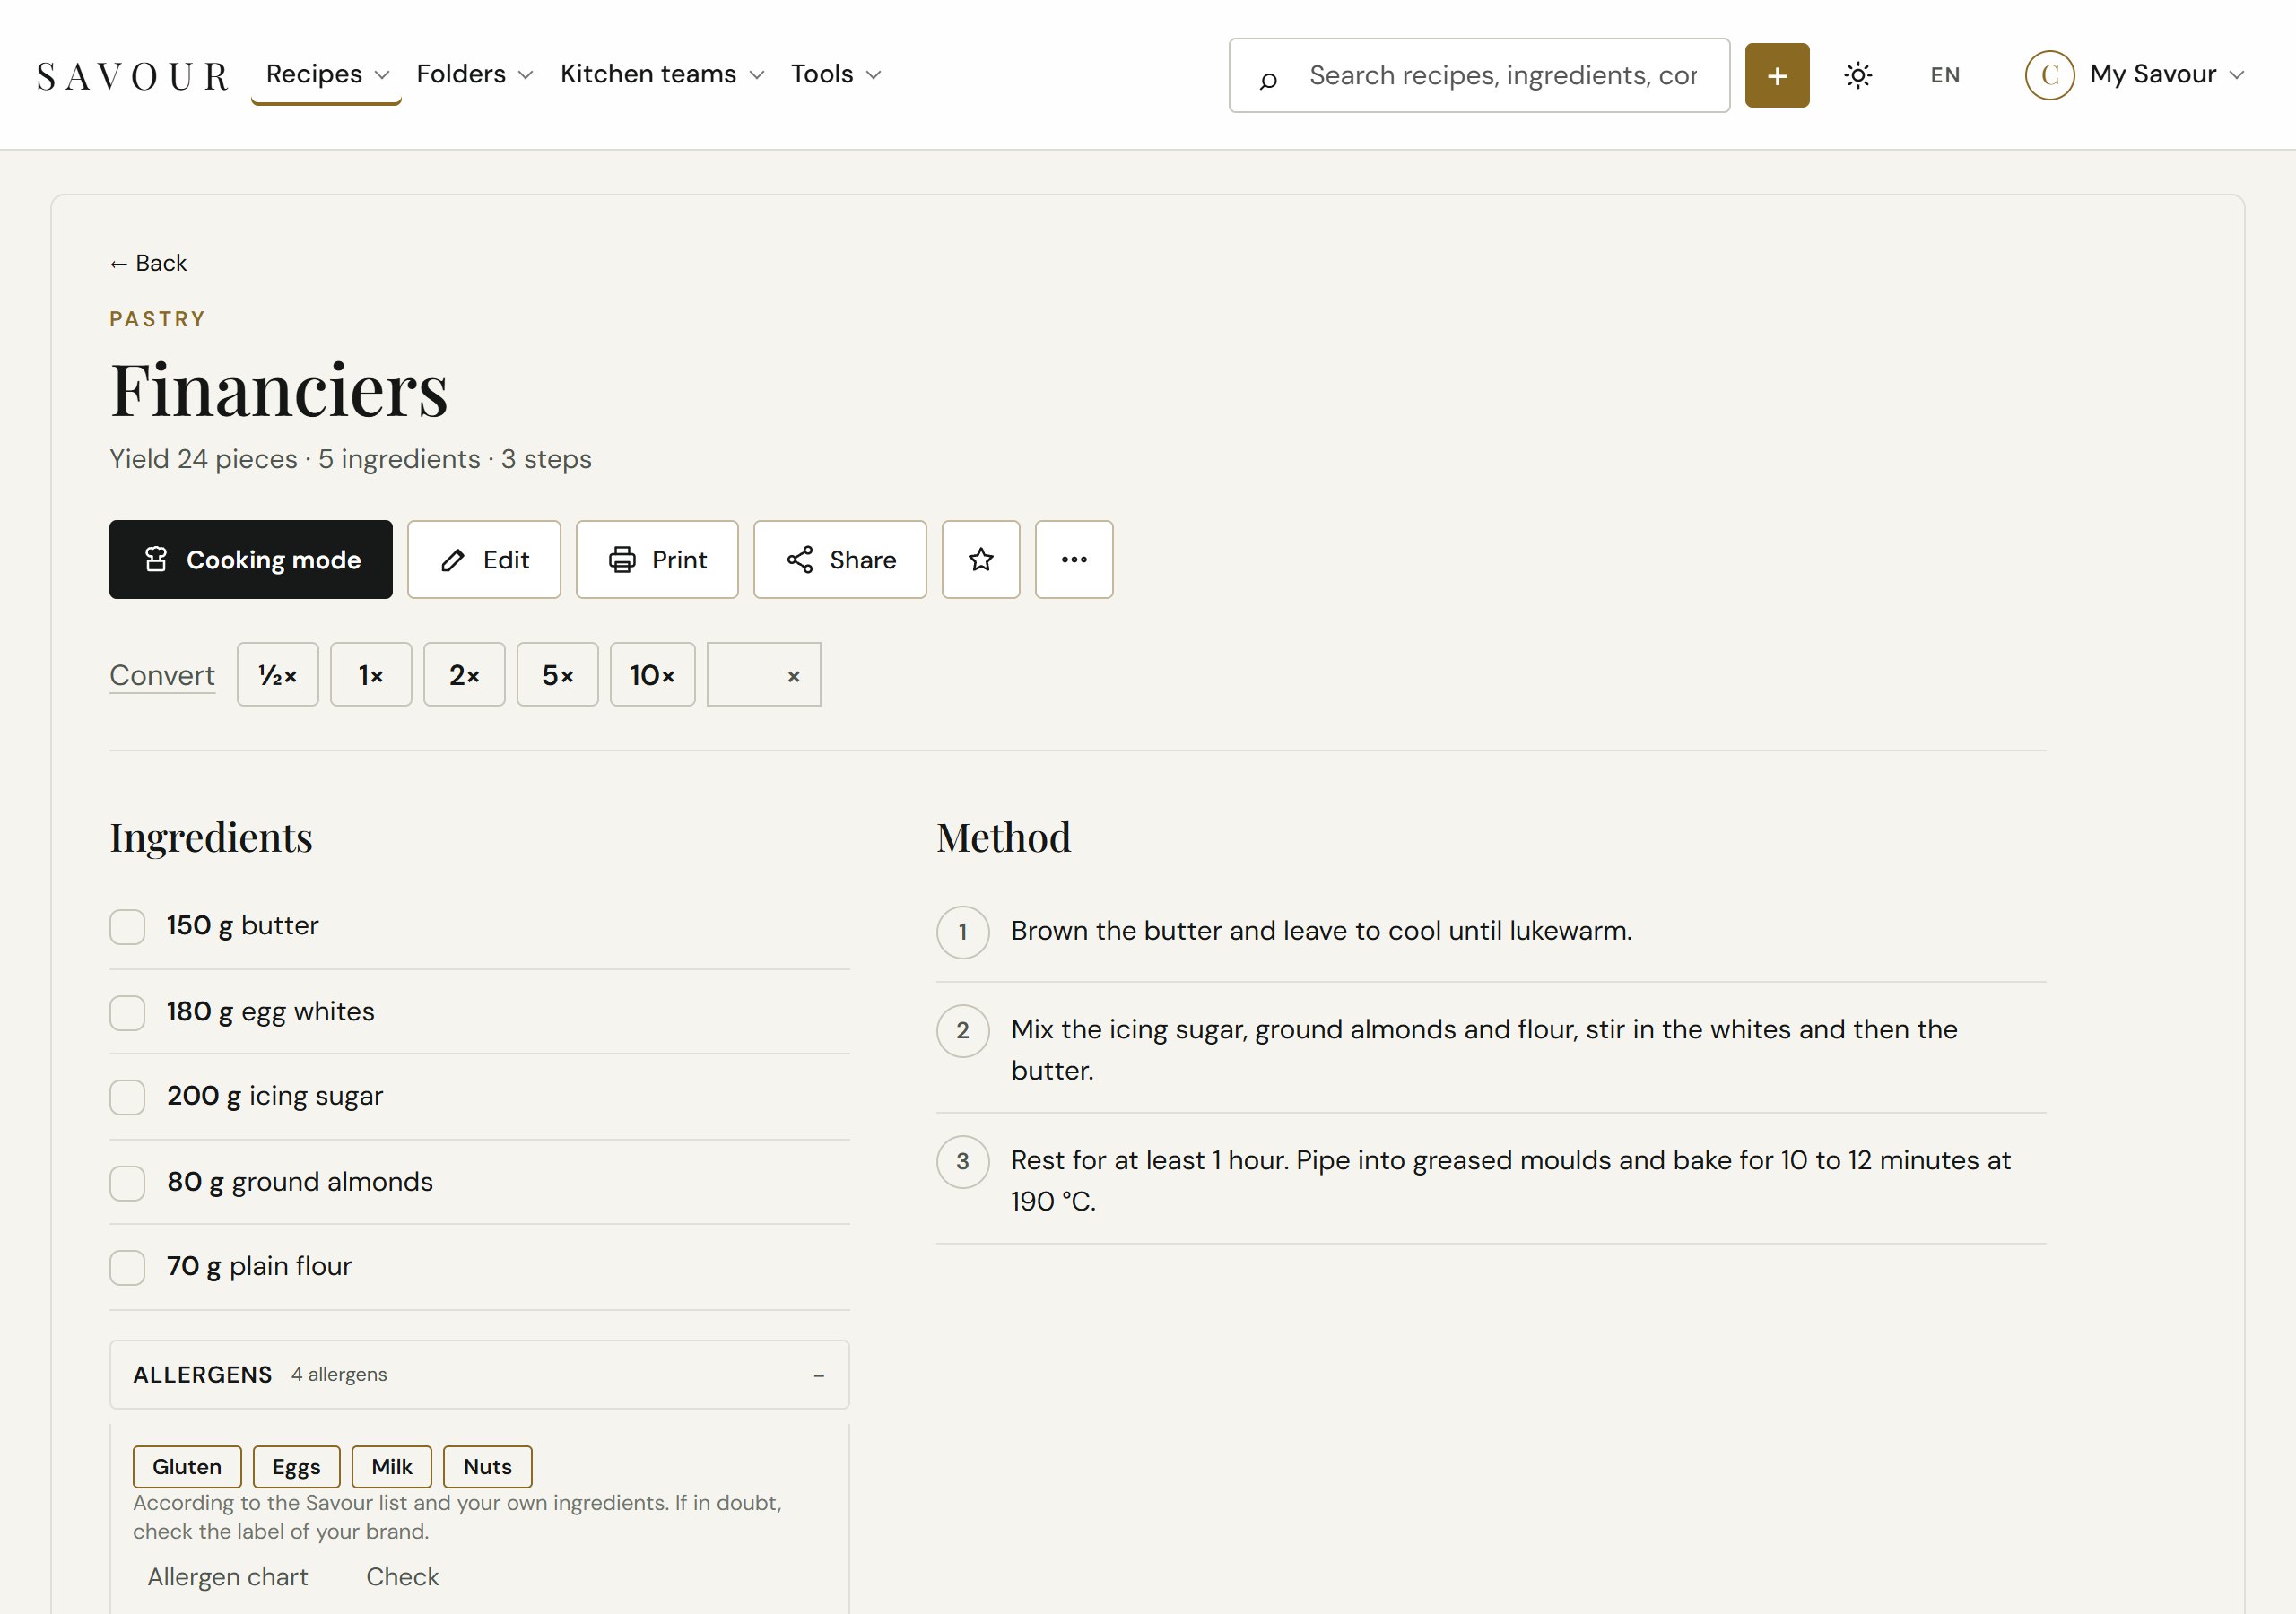 SAVOUR Recipes Folders Kitchen teams Tools Search recipes, ingredients, cor + EN C My Savour
← Back
PASTRY
Financiers
Yield 24 pieces · 5 ingredients · 3 steps
Cooking mode Edit Print Share
Convert ½× 1× 2× 5× 10× ×
Ingredients
150 g butter
180 g egg whites
200 g icing sugar
80 g ground almonds
70 g plain flour
ALLERGENS 4 allergens –
Gluten Eggs Milk Nuts
According to the Savour list and your own ingredients. If in doubt,
check the label of your brand.
Allergen chart Check
Method
1 Brown the butter and leave to cool until lukewarm.
2 Mix the icing sugar, ground almonds and flour, stir in the whites and then the
butter.
3 Rest for at least 1 hour. Pipe into greased moulds and bake for 10 to 12 minutes at
190 °C.